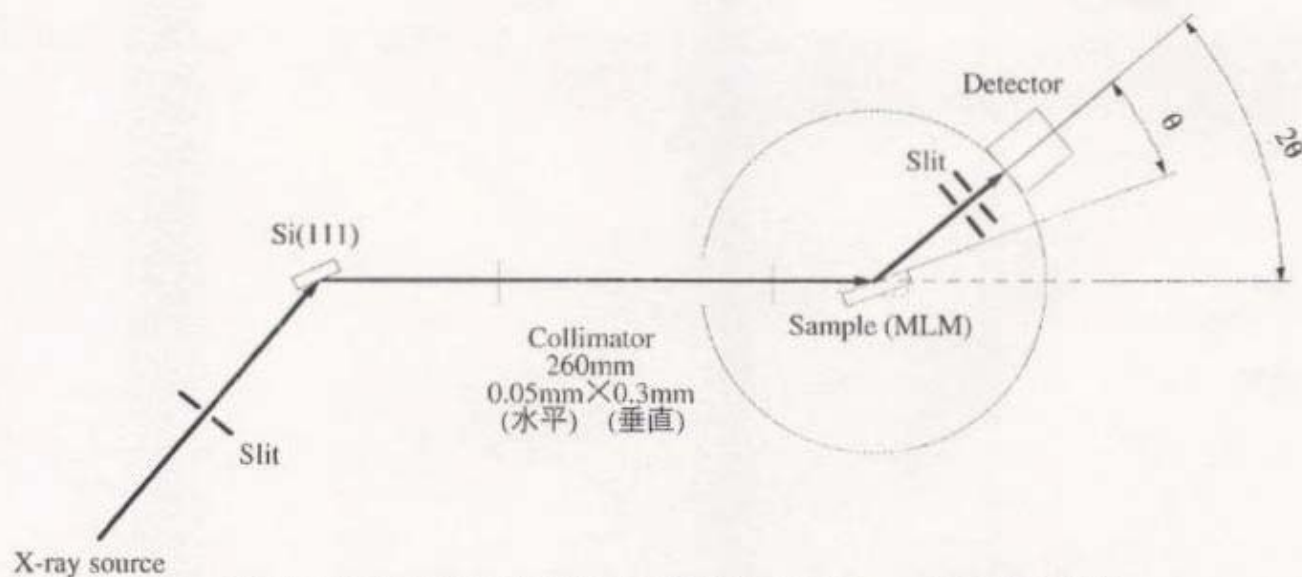 Detector
θ
2θ
Slit
Si(111)
Sample (MLM)
Collimator
260mm
0.05mm×0.3mm
(水平) (垂直)
Slit
X-ray source